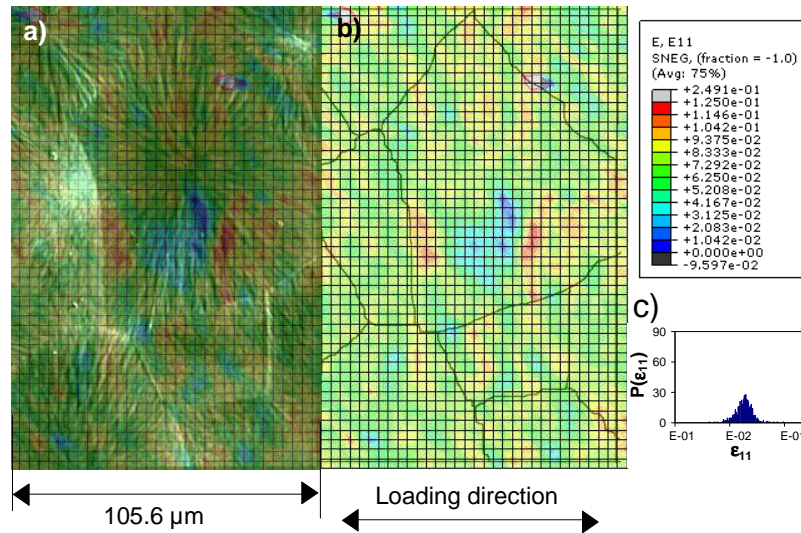 a)
b)
E, E11
SNEG, (fraction = -1.0)
(Avg: 75%)
+2.491e-01
+1.250e-01
+1.146e-01
+1.042e-01
+9.375e-02
+8.333e-02
+7.292e-02
+6.250e-02
+5.208e-02
+4.167e-02
+3.125e-02
+2.083e-02
+1.042e-02
+0.000e+00
-9.597e-02
c)
90
60
30
0
P(ε11)
E-01 E-02 E-01
ε11
105.6 µm
Loading direction